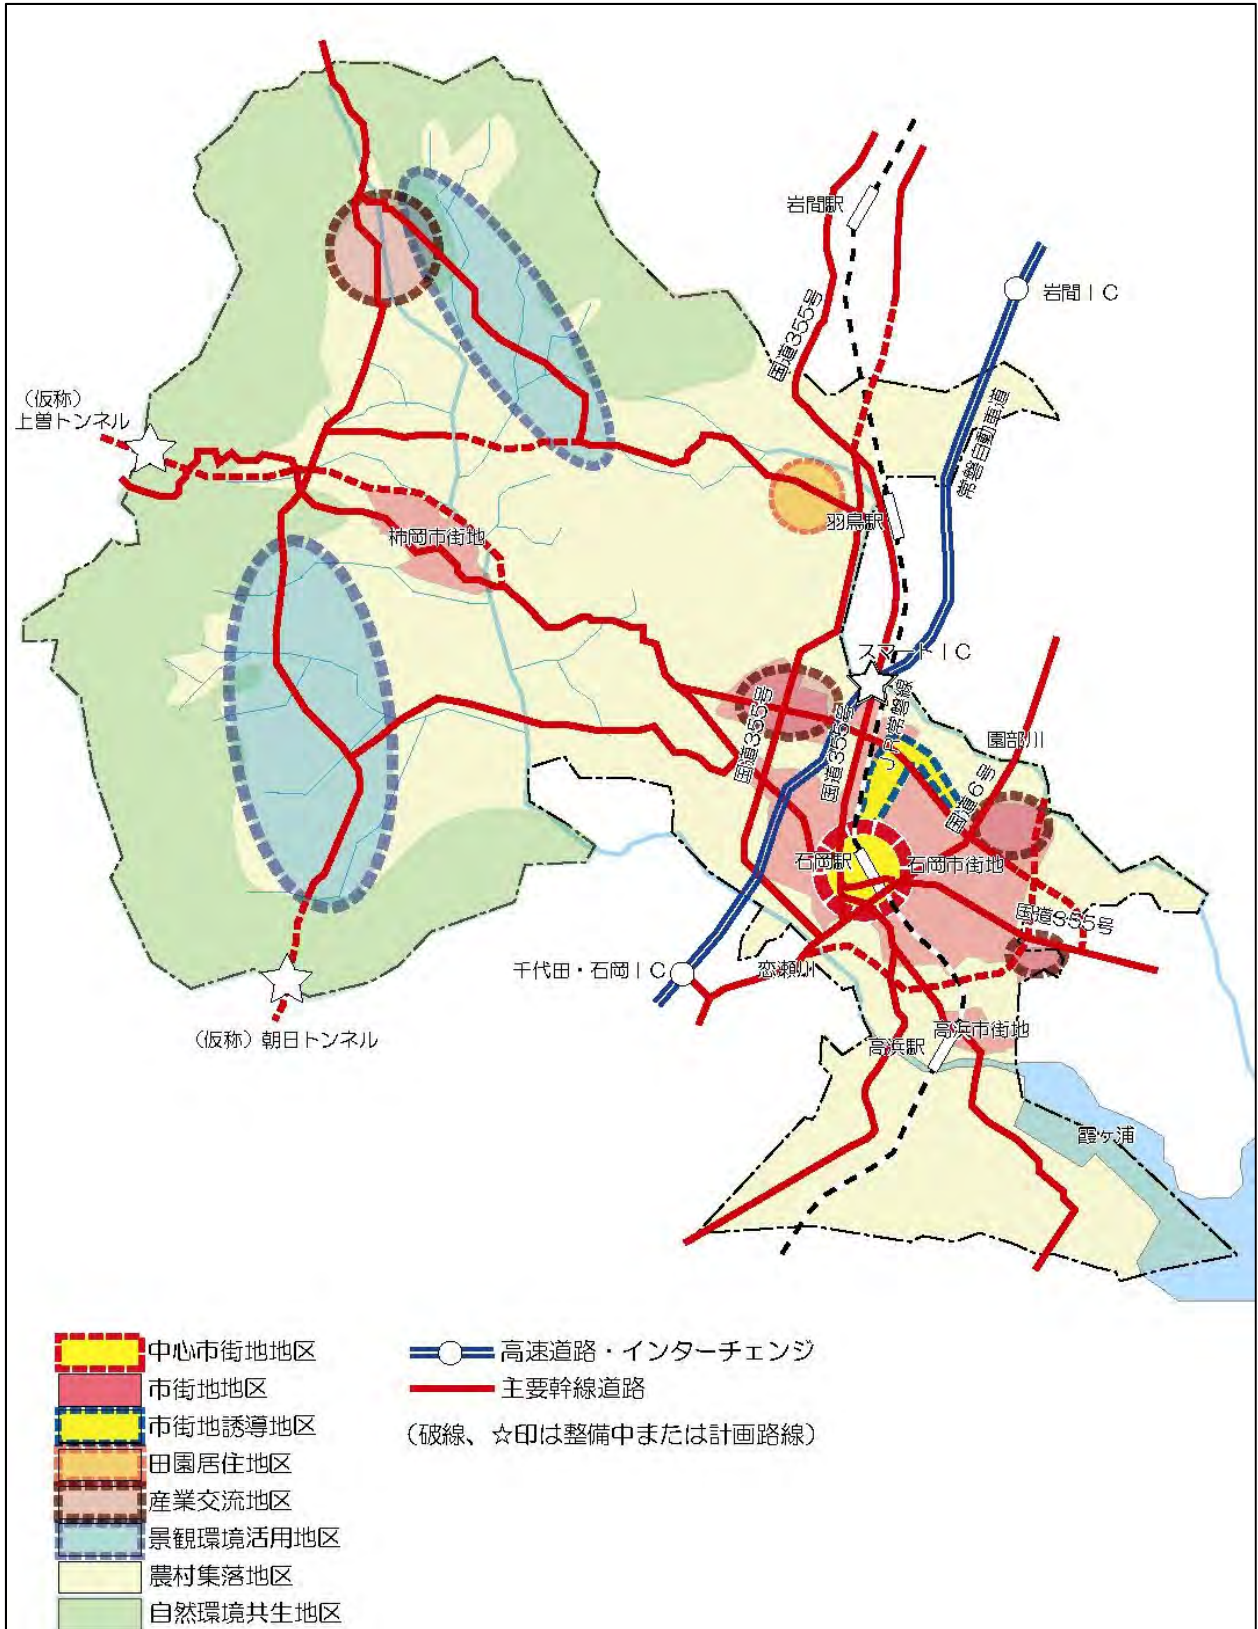 岩間駅
岩間IC
国道355号
常磐自動車道
(仮称)
上曽トンネル
羽鳥駅
柿岡市街地
スマートIC
国道355号
国道355号
JR常磐線
園部川
国道6号
石岡駅
石岡市街地
国道355号
千代田・石岡IC
恋瀬川
高浜市街地
高浜駅
(仮称)朝日トンネル
霞ヶ浦
中心市街地地区
市街地地区
市街地誘導地区
田園居住地区
産業交流地区
景観環境活用地区
農村集落地区
自然環境共生地区
高速道路・インターチェンジ
主要幹線道路
(破線、☆印は整備中または計画路線)